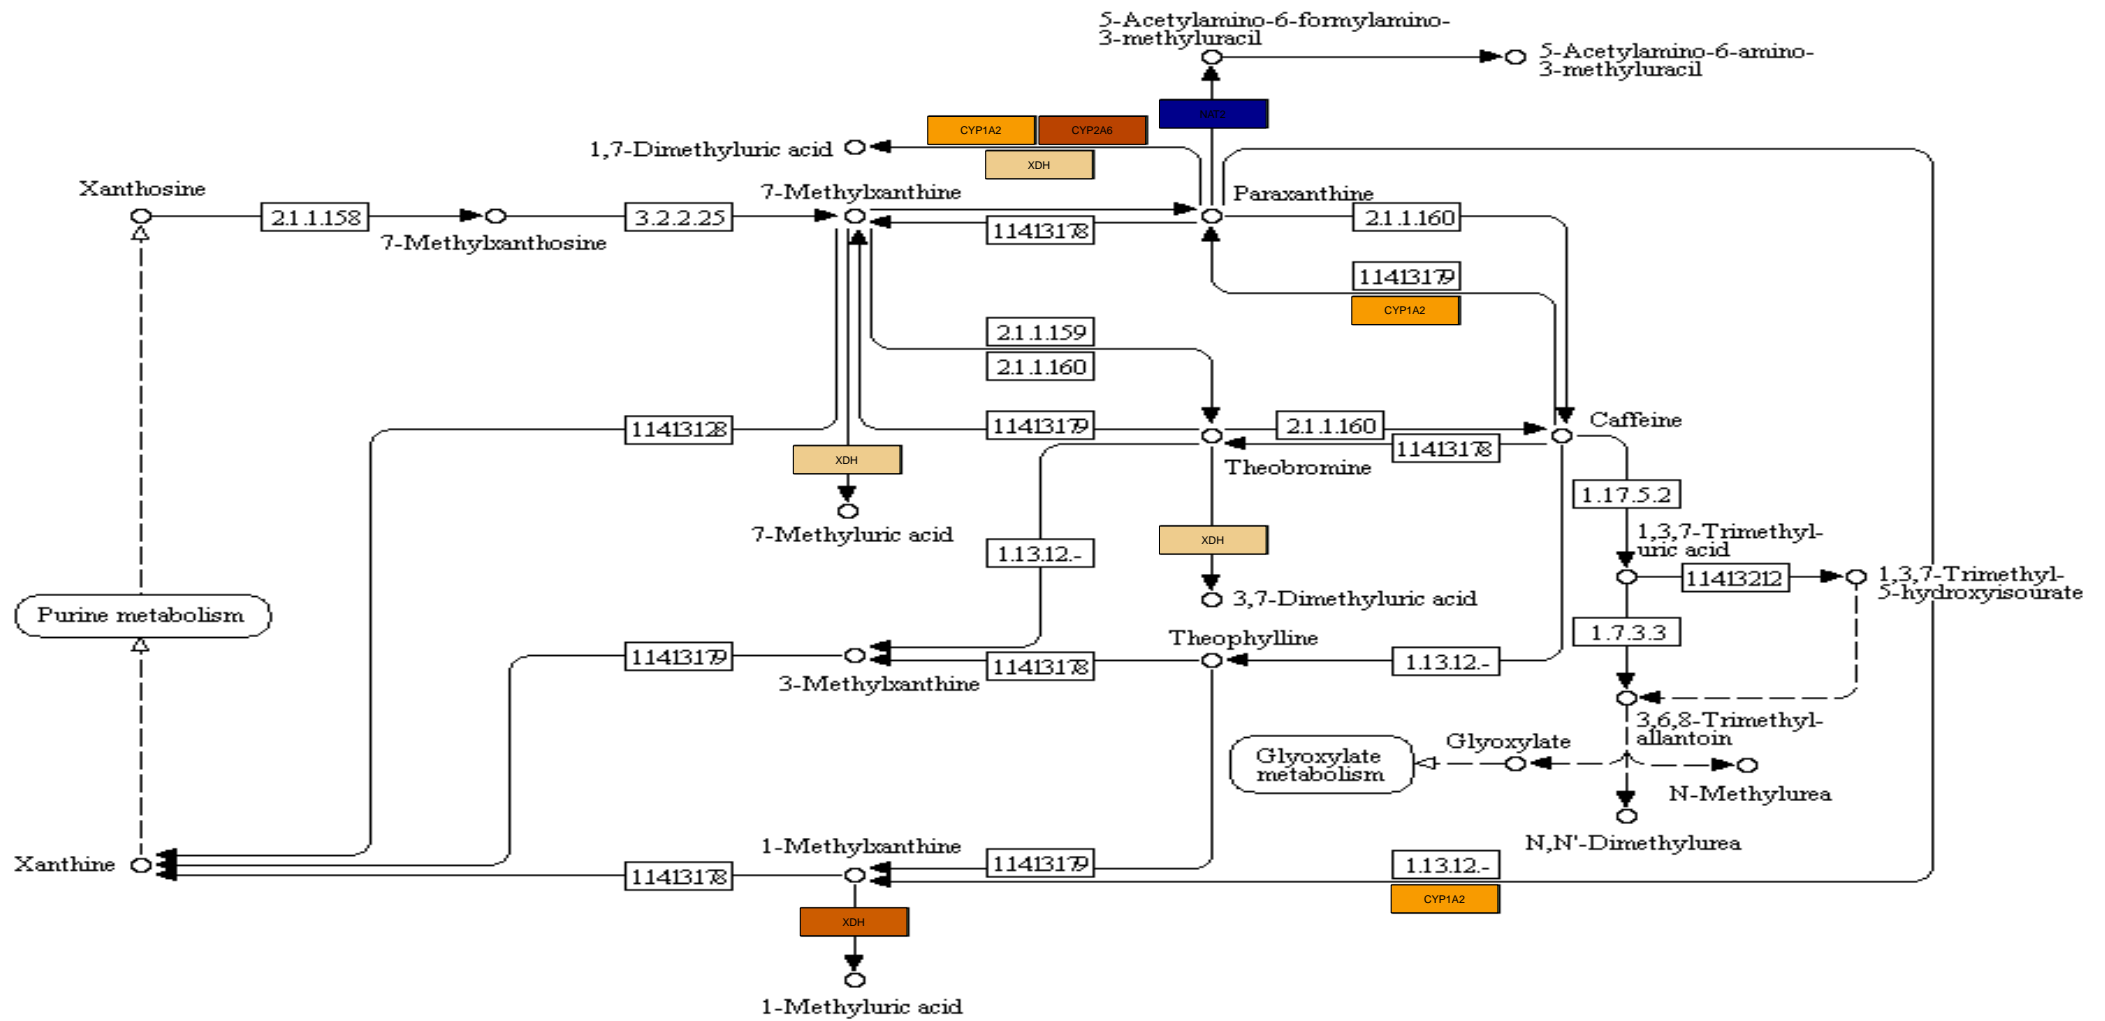 5-Acetylamino-6-formylamino-
3-methyluracil
5-Acetylamino-6-amino-
3-methyluracil
NAT2
CYP1A2
CYP2A6
1,7-Dimethyluric acid
XDH
Xanthosine
7-Methylxanthine
Paraxanthine
2.1.1.158
3.2.2.25
2.1.1.160
7-Methylxanthosine
1.14.13.178
1.14.13.179
CYP1A2
2.1.1.159
2.1.1.160
1.14.13.128
1.14.13.179
2.1.1.160
Caffeine
1.14.13.178
XDH
Theobromine
1.17.5.2
7-Methyluric acid
XDH
1,3,7-Trimethyl-
uric acid
1.13.12.-
1.14.13.212
1,3,7-Trimethyl-
5-hydroxyisourate
3,7-Dimethyluric acid
Purine metabolism
1.7.3.3
Theophylline
1.14.13.179
1.14.13.178
1.13.12.-
3-Methylxanthine
3,6,8-Trimethyl-
allantoin
Glyoxylate
Glyoxylate
metabolism
N-Methylurea
N,N'-Dimethylurea
1-Methylxanthine
Xanthine
1.14.13.179
1.13.12.-
1.14.13.178
CYP1A2
XDH
1-Methyluric acid